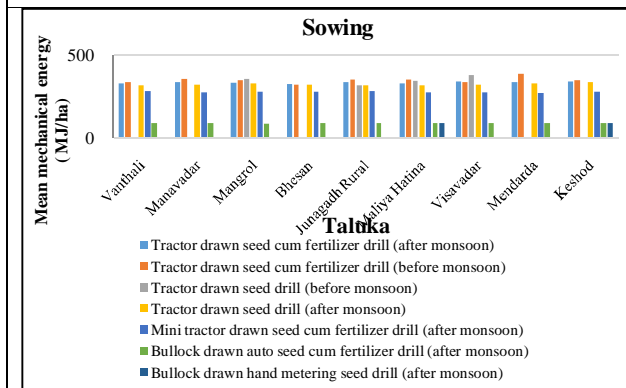 Sowing
Mean mechanical energy
(MJ/ha)
500
0
Vanthali
Manavadar
Mangrol
Bhesan
Junagadh Rural
Maliya Hatina
Visavadar
Mendarda
Keshod
Taluka
Tractor drawn seed cum fertilizer drill (after monsoon)
Tractor drawn seed cum fertilizer drill (before monsoon)
Tractor drawn seed drill (before monsoon)
Tractor drawn seed drill (after monsoon)
Mini tractor drawn seed cum fertilizer drill (after monsoon)
Bullock drawn auto seed cum fertilizer drill (after monsoon)
Bullock drawn hand metering seed drill (after monsoon)